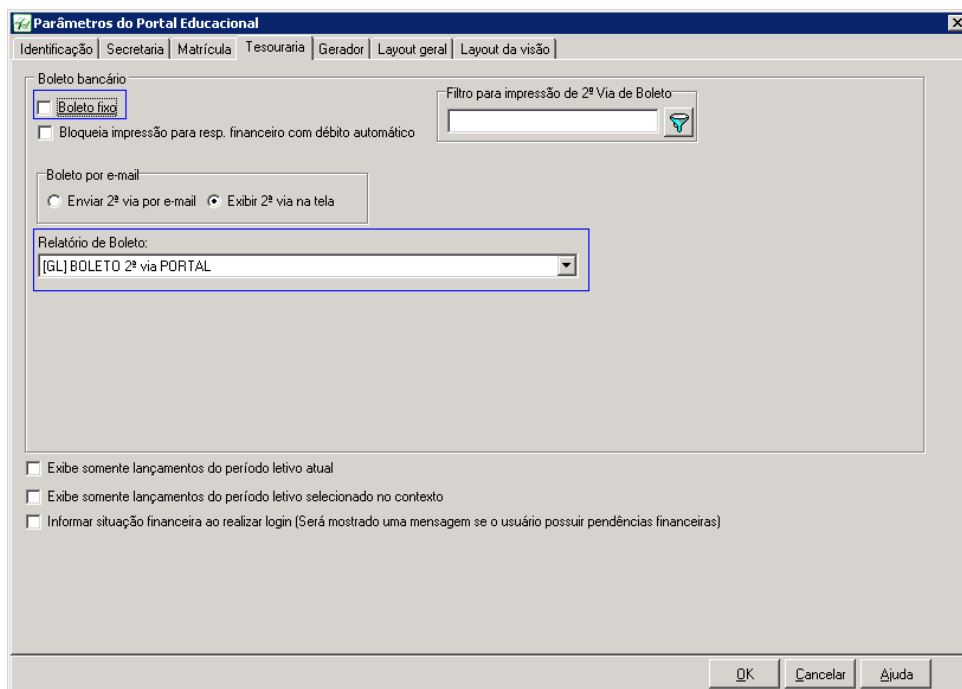 Parâmetros do Portal Educacional
Identificação Secretaria Matrícula Tesouraria Gerador Layout geral Layout da visão
Boleto bancário
Boleto fixo
Filtro para impressão de 2ª Via de Boleto
Bloqueia impressão para resp. financeiro com débito automático
Boleto por e-mail
Enviar 2ª via por e-mail Exibir 2ª via na tela
Relatório de Boleto:
[GL] BOLETO 2ª via PORTAL
Exibe somente lançamentos do período letivo atual
Exibe somente lançamentos do período letivo selecionado no contexto
Informar situação financeira ao realizar login (Será mostrado uma mensagem se o usuário possuir pendências financeiras)
OK Cancelar Ajuda